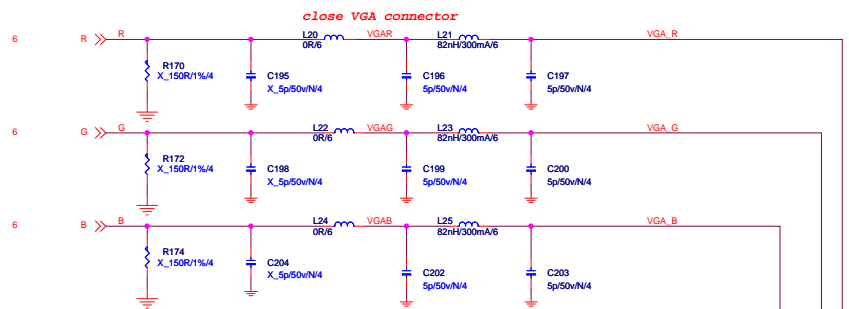 close VGA connector
6 R R L20 VGAR L21 VGA_R
0R/6 82nH/300mA/6
R170 C195 C196 C197
X_150R/1%/4 X_5p/50v/N/4 5p/50v/N/4 5p/50v/N/4
6 G G L22 VGAG L23 VGA_G
0R/6 82nH/300mA/6
R172 C198 C199 C200
X_150R/1%/4 X_5p/50v/N/4 5p/50v/N/4 5p/50v/N/4
6 B B L24 VGAB L25 VGA_B
0R/6 82nH/300mA/6
R174 C204 C202 C203
X_150R/1%/4 X_5p/50v/N/4 5p/50v/N/4 5p/50v/N/4